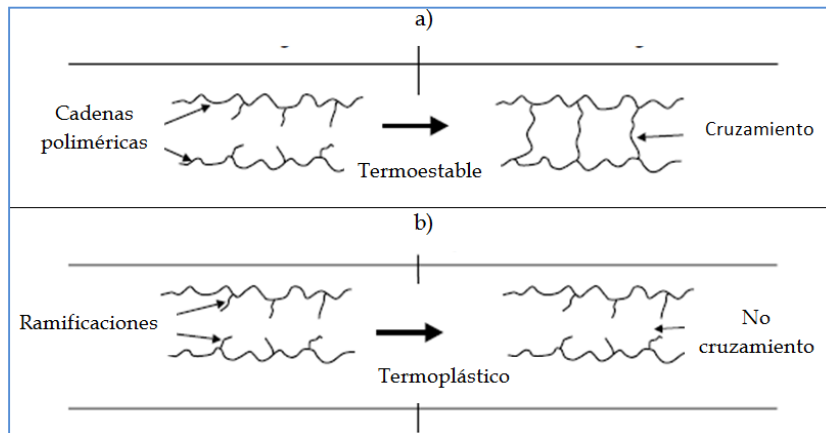 a)
Cadenas
poliméricas
Termoestable
Cruzamiento
b)
Ramificaciones
Termoplástico
No
cruzamiento